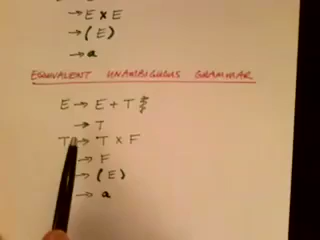 → E × E
→ (E)
→ a
EQUIVALENT UNAMBIGUOUS GRAMMAR
E → E + T
→ T
T → T × F
→ F
→ (E)
→ a